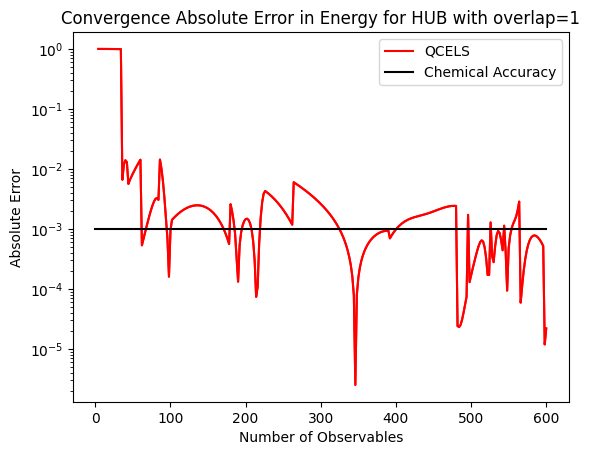 Convergence Absolute Error in Energy for HUB with overlap=1
QCELS
Chemical Accuracy
Absolute Error
10⁰
10⁻¹
10⁻²
10⁻³
10⁻⁴
10⁻⁵
0 100 200 300 400 500 600
Number of Observables